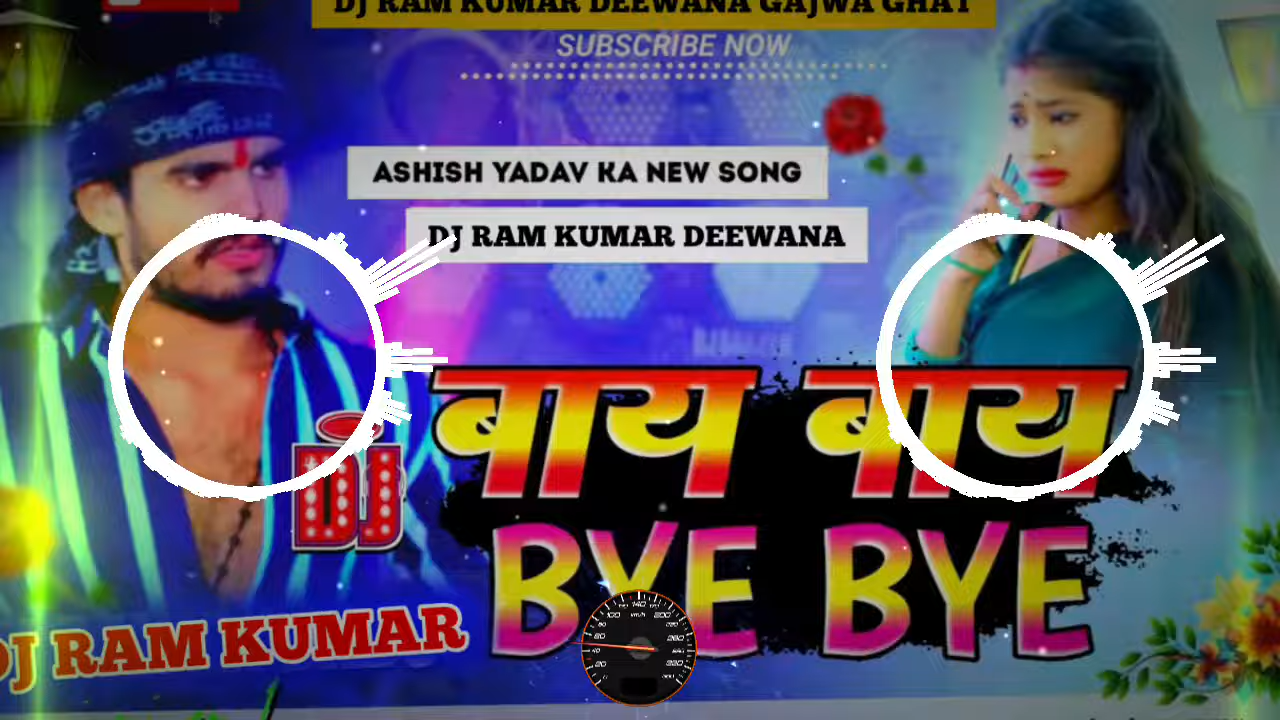 DJ RAM KUMAR DEEWANA GAJWA GHAT
SUBSCRIBE NOW
ASHISH YADAV KA NEW SONG
DJ RAM KUMAR DEEWANA
बाय बाय
DJ
BYE BYE
DJ RAM KUMAR